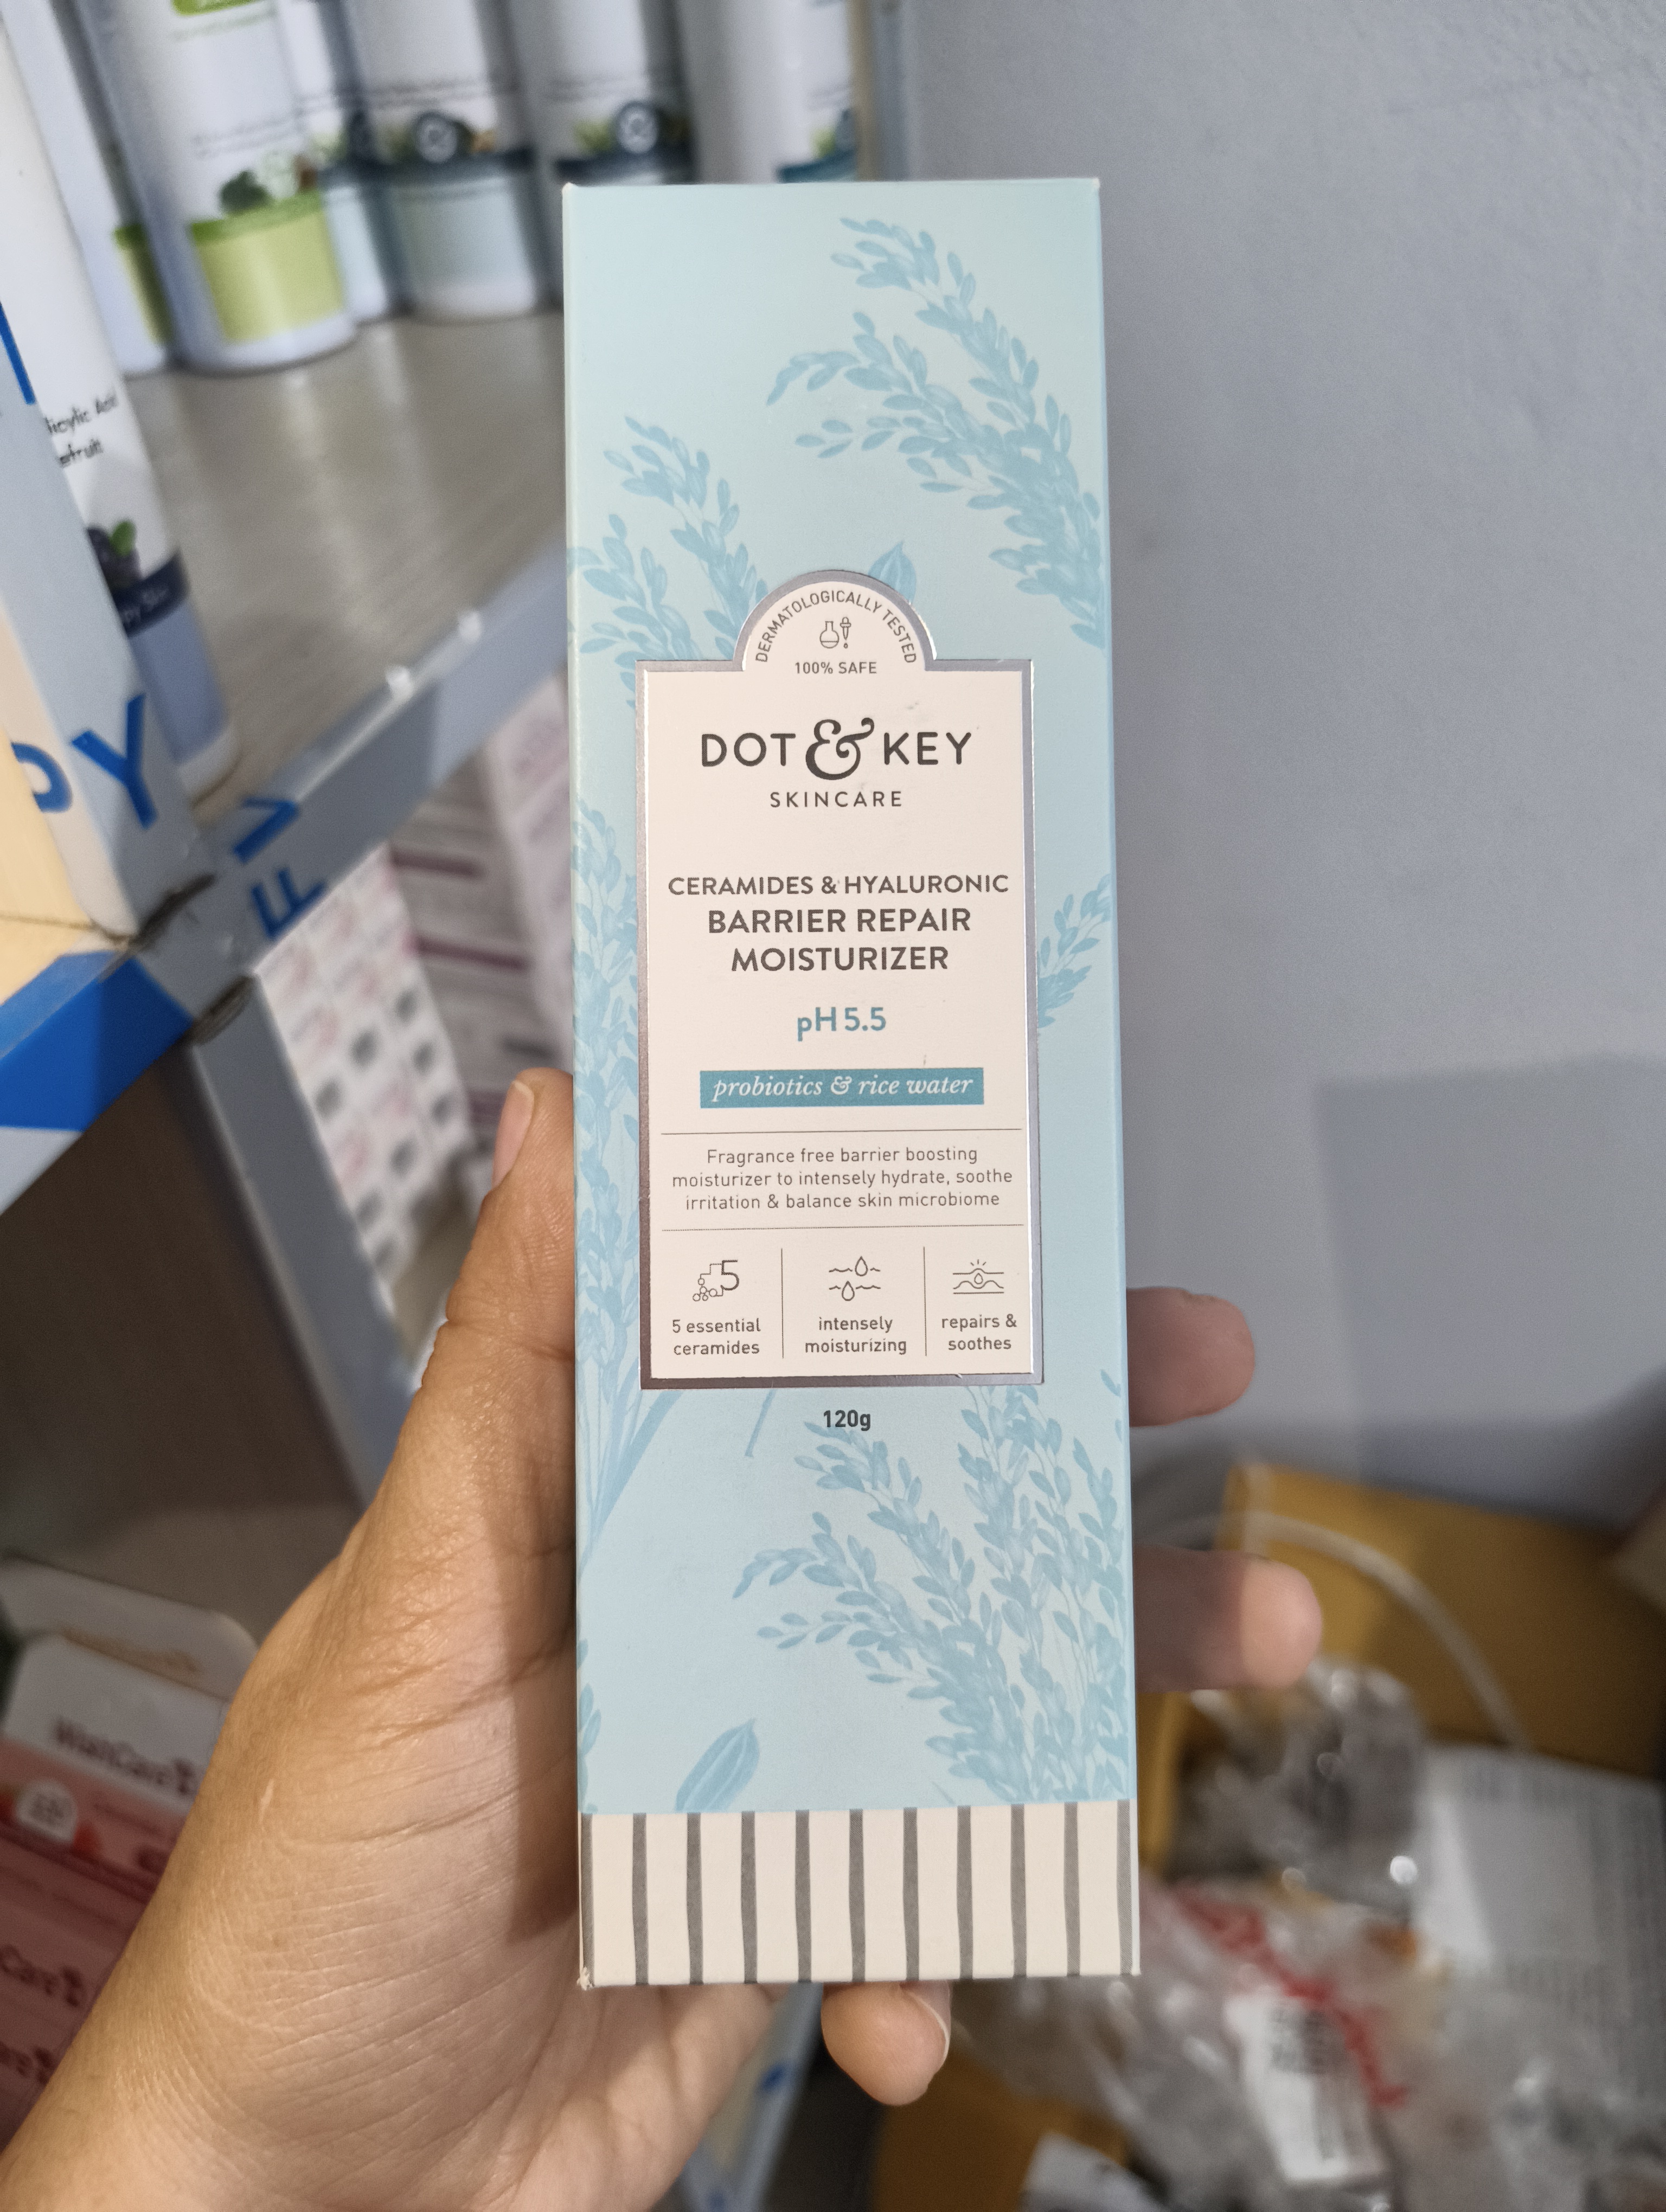 DERMATOLOGICALLY TESTED
100% SAFE
DOT & KEY
SKINCARE
CERAMIDES & HYALURONIC
BARRIER REPAIR
MOISTURIZER
pH 5.5
probiotics & rice water
Fragrance free barrier boosting
moisturizer to intensely hydrate, soothe
irritation & balance skin microbiome
5
5 essential
ceramides
intensely
moisturizing
repairs &
soothes
120g
WishCare